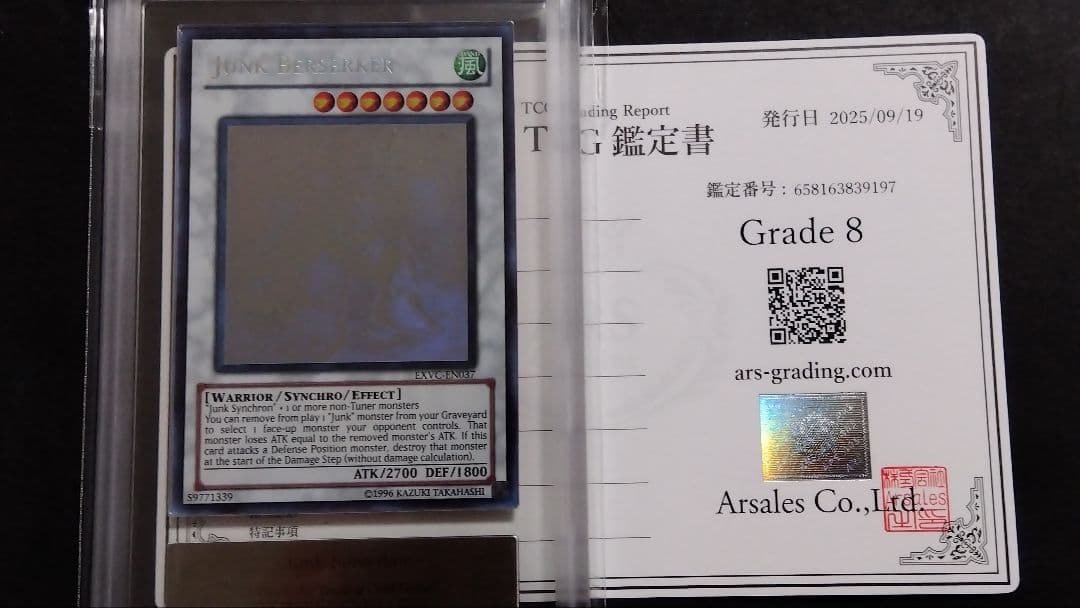 JUNK BERSERKER
風
EXVC-EN037
[WARRIOR/SYNCHRO/EFFECT]
"Junk Synchron" + 1 or more non-Tuner monsters
You can remove from play 1 "Junk" monster from your Graveyard
to select 1 face-up monster your opponent controls. That
monster loses ATK equal to the removed monster's ATK. If this
card attacks a Defense Position monster, destroy that monster
at the start of the Damage Step (without damage calculation).
ATK/2700 DEF/1800
59771339
©1996 KAZUKI TAKAHASHI
特記事項
ding Report
鑑定書
発行日 2025/09/19
鑑定番号：658163839197
Grade 8
ars-grading.com
Arsales Co.,Ltd.